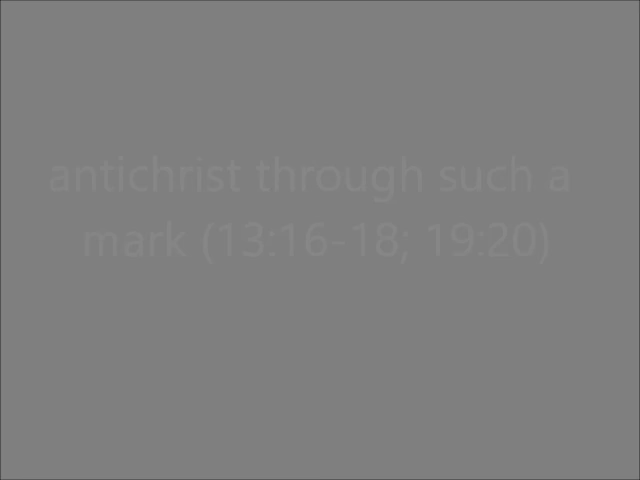 antichrist through such a
mark (13:16-18; 19:20)